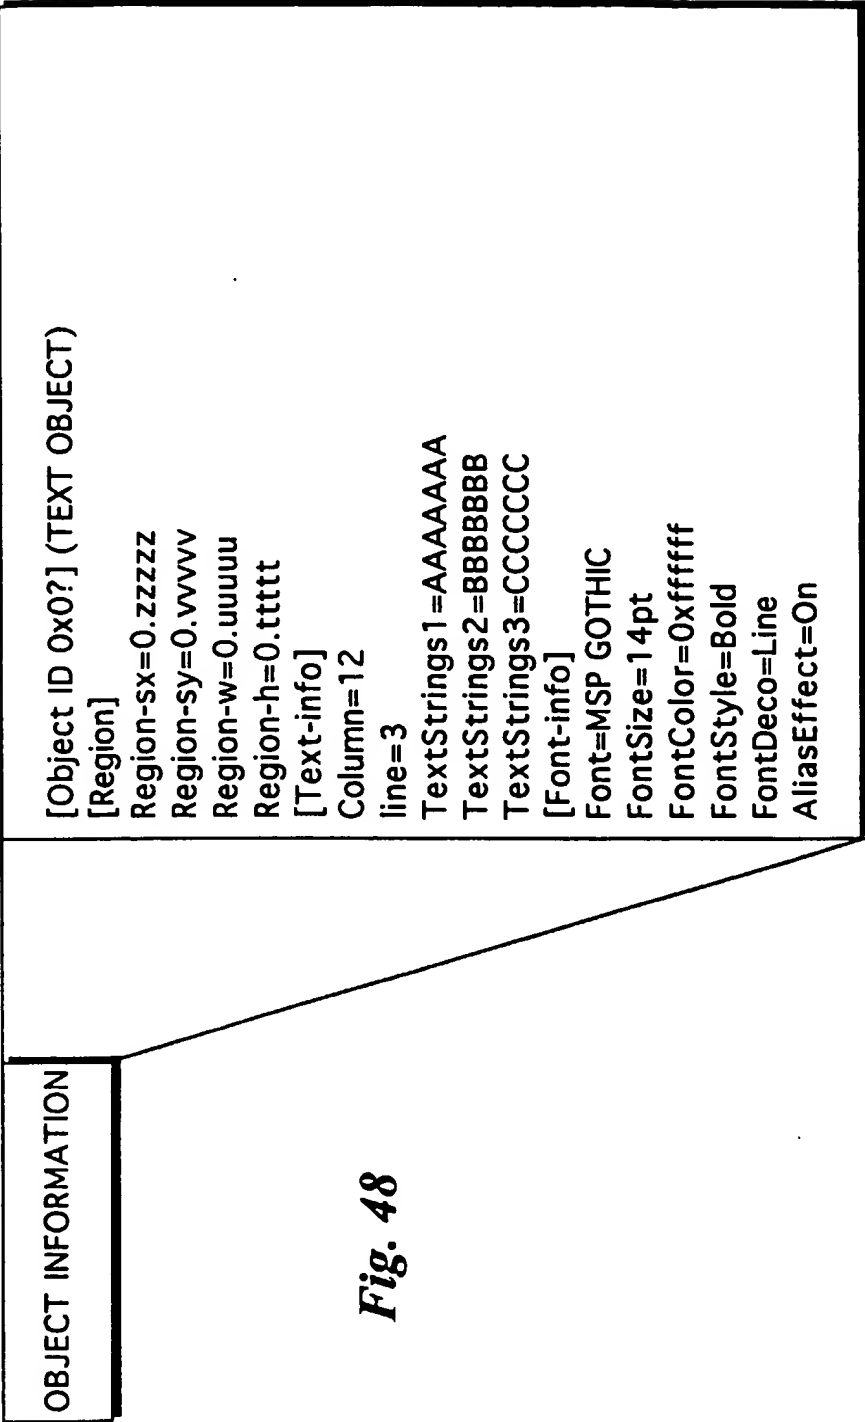 OBJECT INFORMATION
[Object ID 0x0?] (TEXT OBJECT)
[Region]
Region-sx=0.zzzzz
Region-sy=0.vvvvv
Region-w=0.uuuuu
Region-h=0.ttttt
[Text-info]
Column=12
line=3
TextStrings1=AAAAAAA
TextStrings2=BBBBBBB
TextStrings3=CCCCCCC
[Font-info]
Font=MSP GOTHIC
FontSize=14pt
FontColor=0xffffff
FontStyle=Bold
FontDeco=Line
AliasEffect=On
Fig. 48